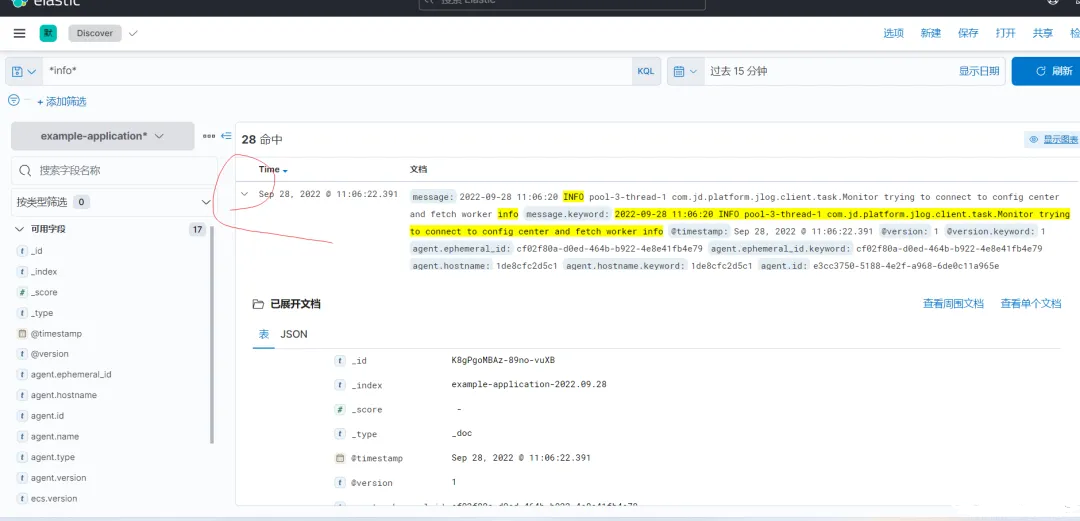 elastic
搜索 Elastic
默
Discover
选项 新建 保存 打开 共享
*info*
KQL
过去 15 分钟
显示日期
刷新
+ 添加筛选
example-application*
28 命中
显示图表
搜索字段名称
Time
文档
按类型筛选 0
Sep 28, 2022 @ 11:06:22.391
message: 2022-09-28 11:06:20 INFO pool-3-thread-1 com.jd.platform.jlog.client.task.Monitor trying to connect to config center
and fetch worker info message.keyword: 2022-09-28 11:06:20 INFO pool-3-thread-1 com.jd.platform.jlog.client.task.Monitor trying
to connect to config center and fetch worker info @timestamp: Sep 28, 2022 @ 11:06:22.391 @version: 1 @version.keyword: 1
agent.ephemeral_id: cf02f80a-d0ed-464b-b922-4e8e41fb4e79 agent.ephemeral_id.keyword: cf02f80a-d0ed-464b-b922-4e8e41fb4e79
agent.hostname: 1de8cfc2d5c1 agent.hostname.keyword: 1de8cfc2d5c1 agent.id: e3cc3750-5188-4e2f-a968-6de0c11a965e
可用字段 17
t _id
t _index
# _score
t _type
@timestamp
t @version
t agent.ephemeral_id
t agent.hostname
t agent.id
t agent.name
t agent.type
t agent.version
t ecs.version
已展开文档
查看周围文档 查看单个文档
表 JSON
t _id K8gPgoMBAz-89no-vuXB
t _index example-application-2022.09.28
# _score -
t _type _doc
@timestamp Sep 28, 2022 @ 11:06:22.391
t @version 1